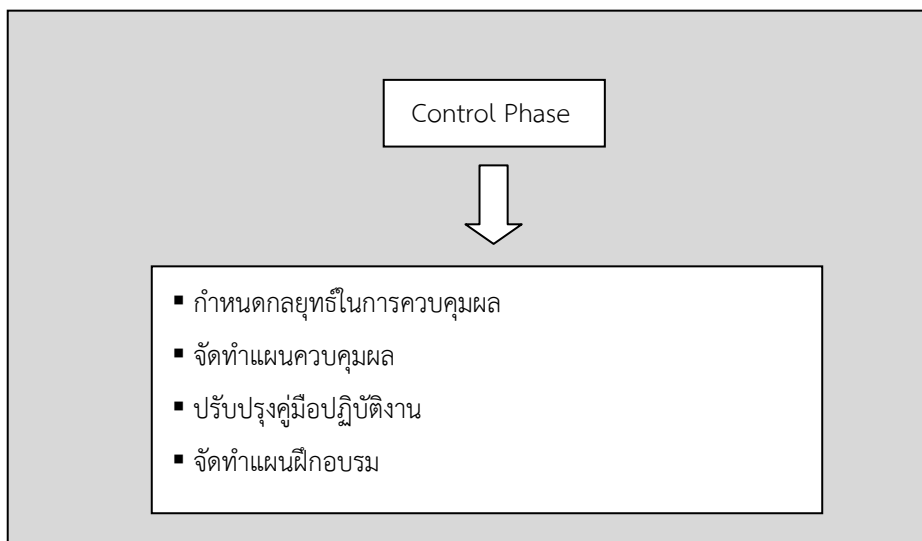 Control Phase
▪ กำหนดกลยุทธ์ในการควบคุมผล
▪ จัดทำแผนควบคุมผล
▪ ปรับปรุงคู่มือปฏิบัติงาน
▪ จัดทำแผนฝึกอบรม